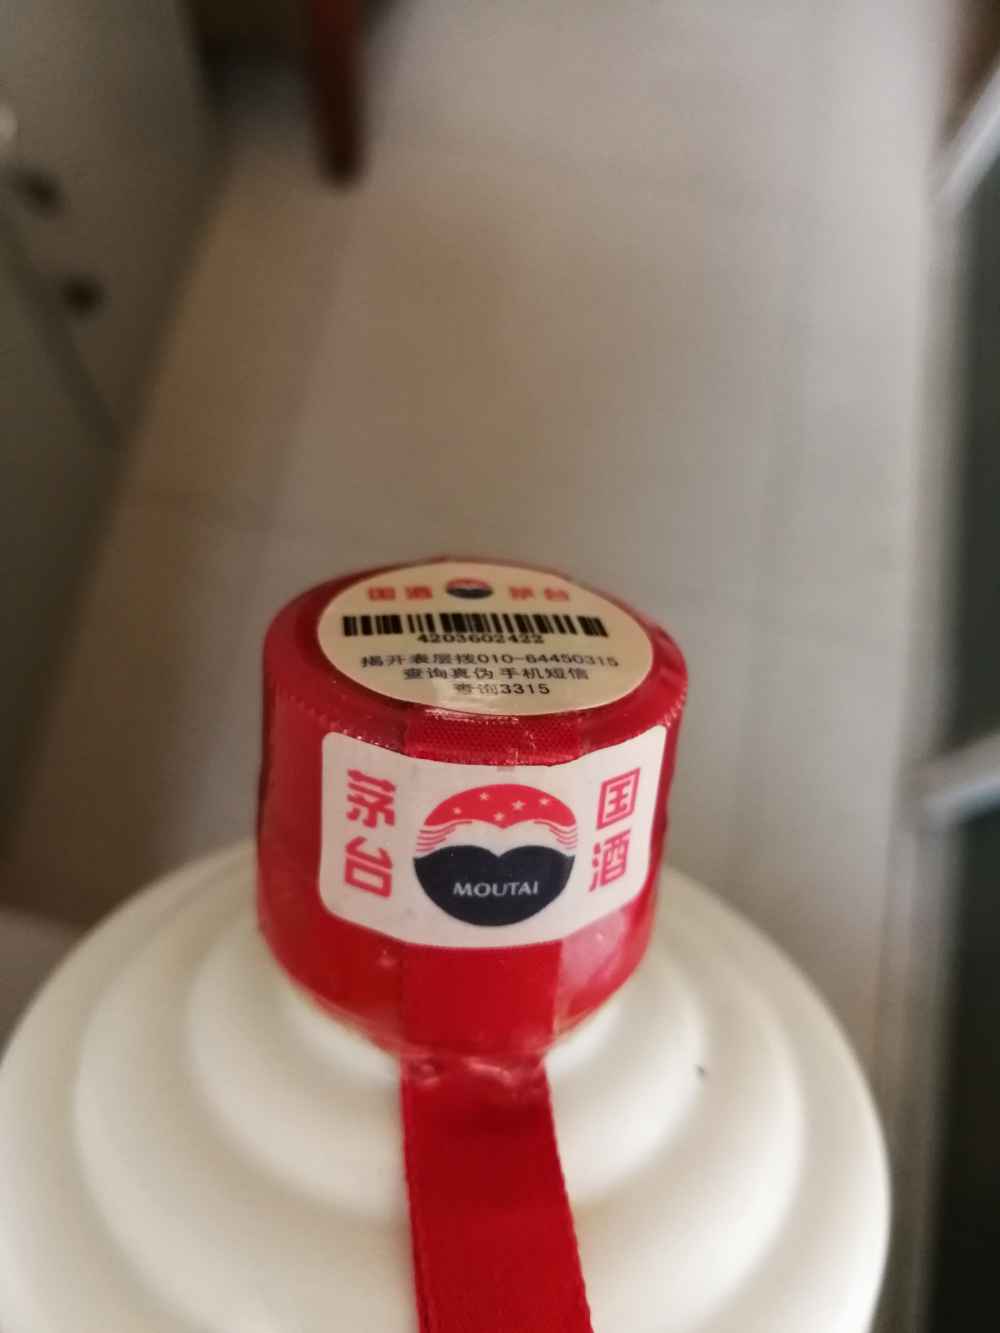 国酒 茅台
4203602422
揭开表层拨010-64450315
查询真伪 手机短信
查询3315
茅台
MOUTAI
国酒